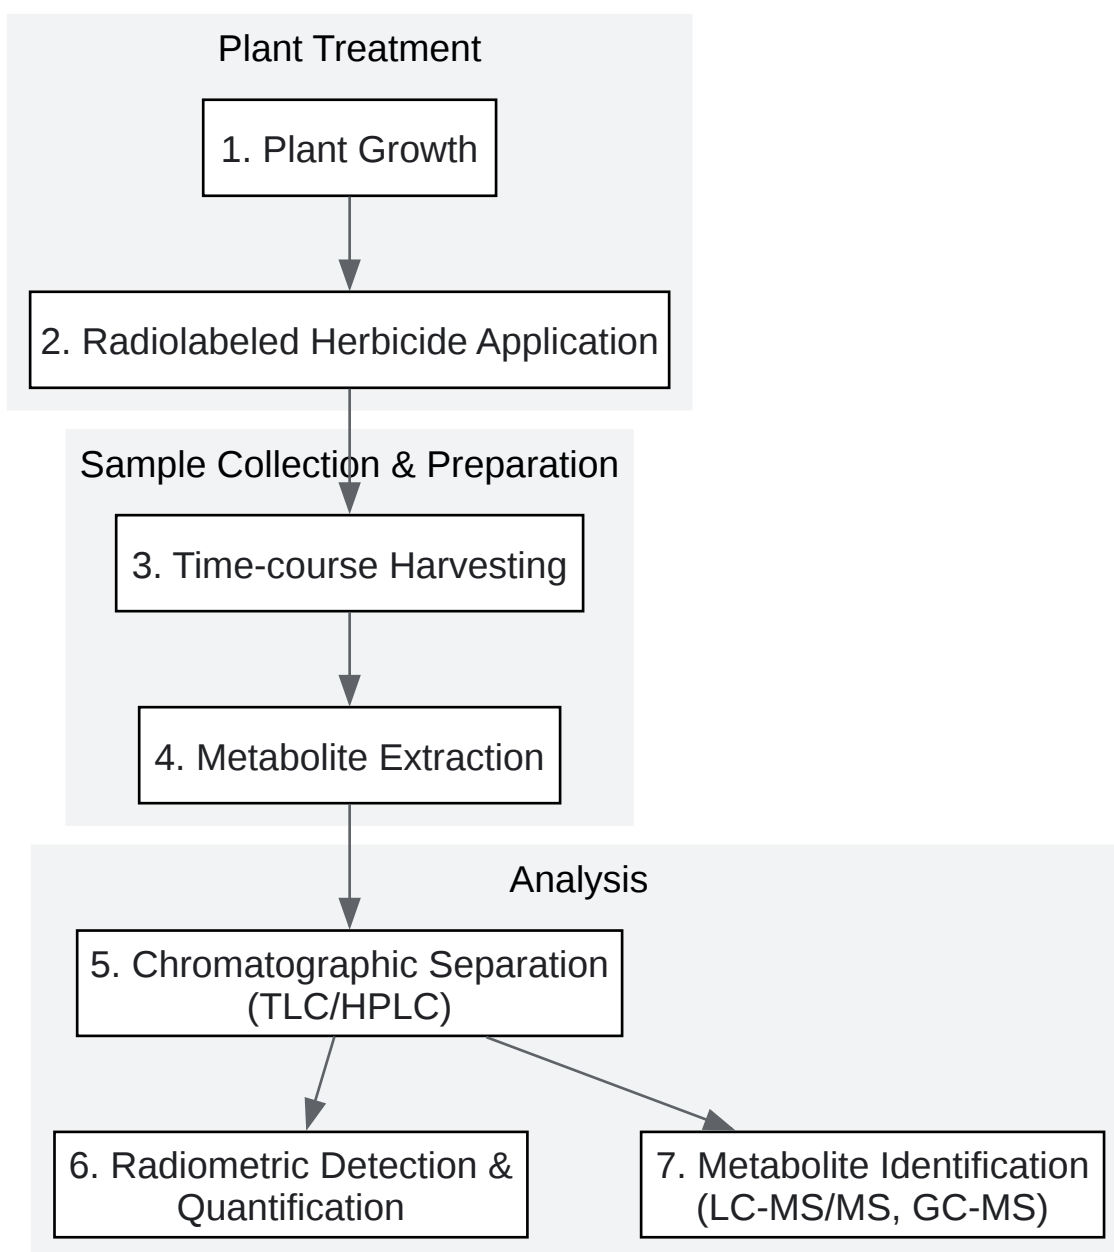 Plant Treatment
1. Plant Growth
2. Radiolabeled Herbicide Application
Sample Collection & Preparation
3. Time-course Harvesting
4. Metabolite Extraction
Analysis
5. Chromatographic Separation
(TLC/HPLC)
6. Radiometric Detection &
Quantification
7. Metabolite Identification
(LC-MS/MS, GC-MS)